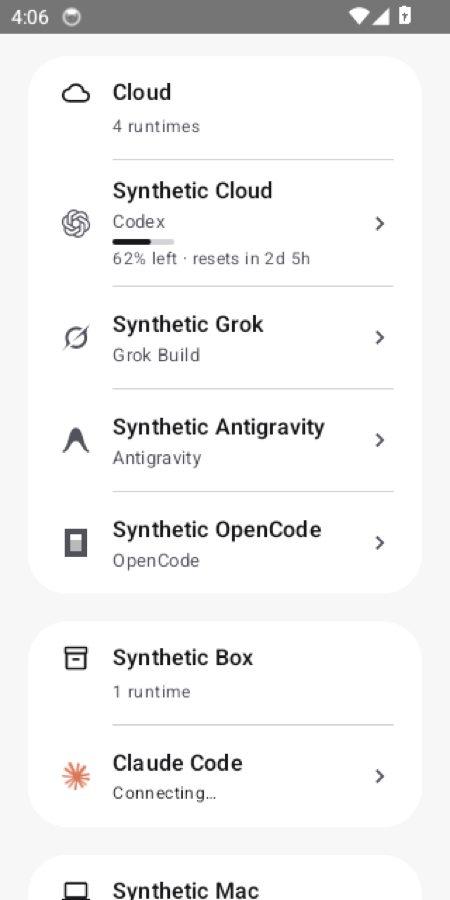 4:06
Cloud
4 runtimes
Synthetic Cloud
Codex
62% left · resets in 2d 5h
Synthetic Grok
Grok Build
Synthetic Antigravity
Antigravity
Synthetic OpenCode
OpenCode
Synthetic Box
1 runtime
Claude Code
Connecting…
Synthetic Mac